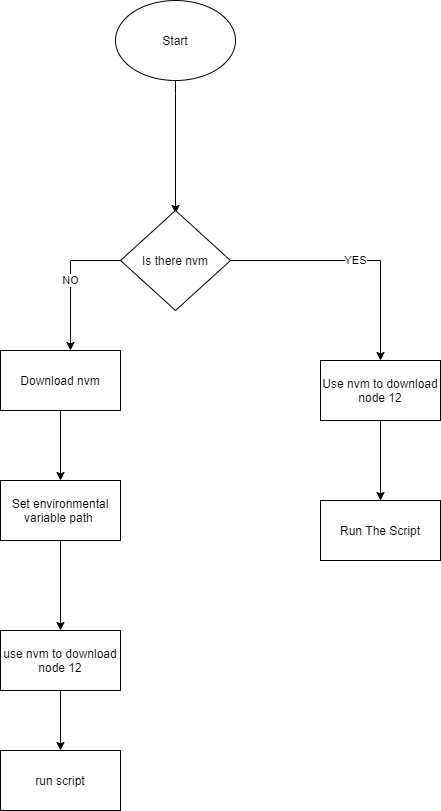 Start
Is there nvm
NO
YES
Download nvm
Use nvm to download
node 12
Set environmental
variable path
Run The Script
use nvm to download
node 12
run script